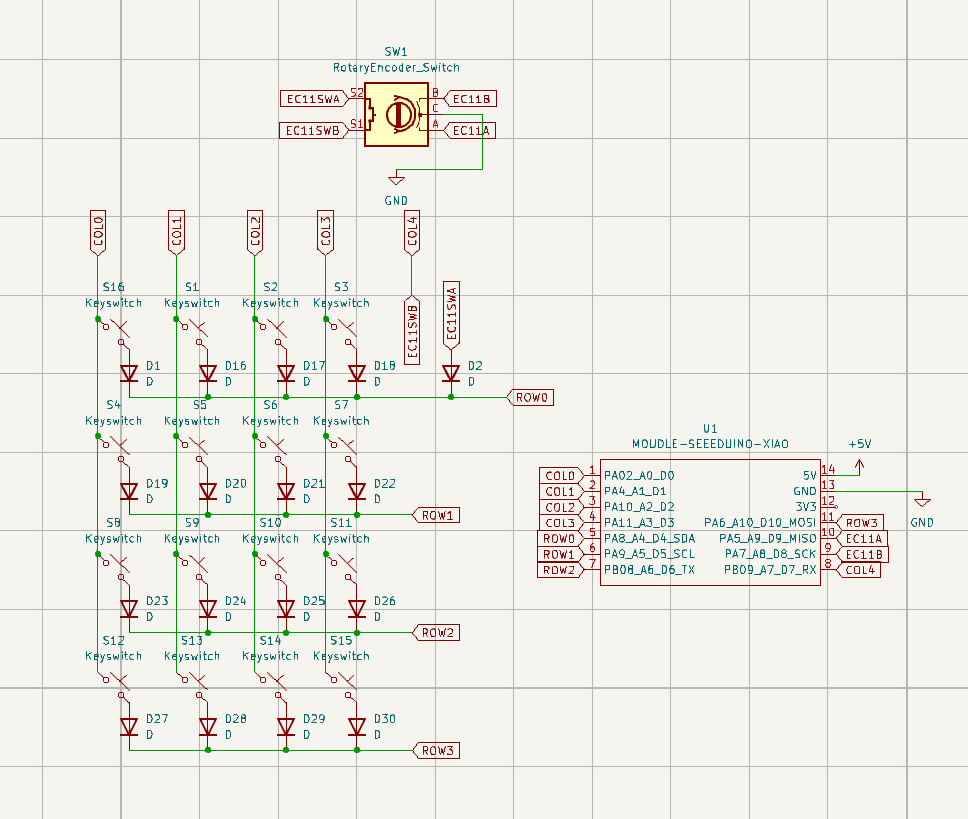 SW1
RotaryEncoder_Switch
EC11SWA S2 B EC11B
C
EC11SWB S1 A EC11A
GND
COL0 COL1 COL2 COL3 COL4
S16 S1 S2 S3
Keyswitch Keyswitch Keyswitch Keyswitch
EC11SWB EC11SWA
D1 D16 D17 D18 D2
D D D D D
ROW0
S4 S5 S6 S7
Keyswitch Keyswitch Keyswitch Keyswitch
D19 D20 D21 D22
D D D D
ROW1
S8 S9 S10 S11
Keyswitch Keyswitch Keyswitch Keyswitch
D23 D24 D25 D26
D D D D
ROW2
S12 S13 S14 S15
Keyswitch Keyswitch Keyswitch Keyswitch
D27 D28 D29 D30
D D D D
ROW3
U1
MOUDLE-SEEEDUINO-XIAO
+5V
COL0 1 PA02_A0_D0 5V 14
COL1 2 PA4_A1_D1 GND 13
COL2 3 PA10_A2_D2 3V3 12
COL3 4 PA11_A3_D3 PA6_A10_D10_MOSI 11 ROW3
ROW0 5 PA8_A4_D4_SDA PA5_A9_D9_MISO 10 EC11A
ROW1 6 PA9_A5_D5_SCL PA7_A8_D8_SCK 9 EC11B
ROW2 7 PB08_A6_D6_TX PB09_A7_D7_RX 8 COL4
GND